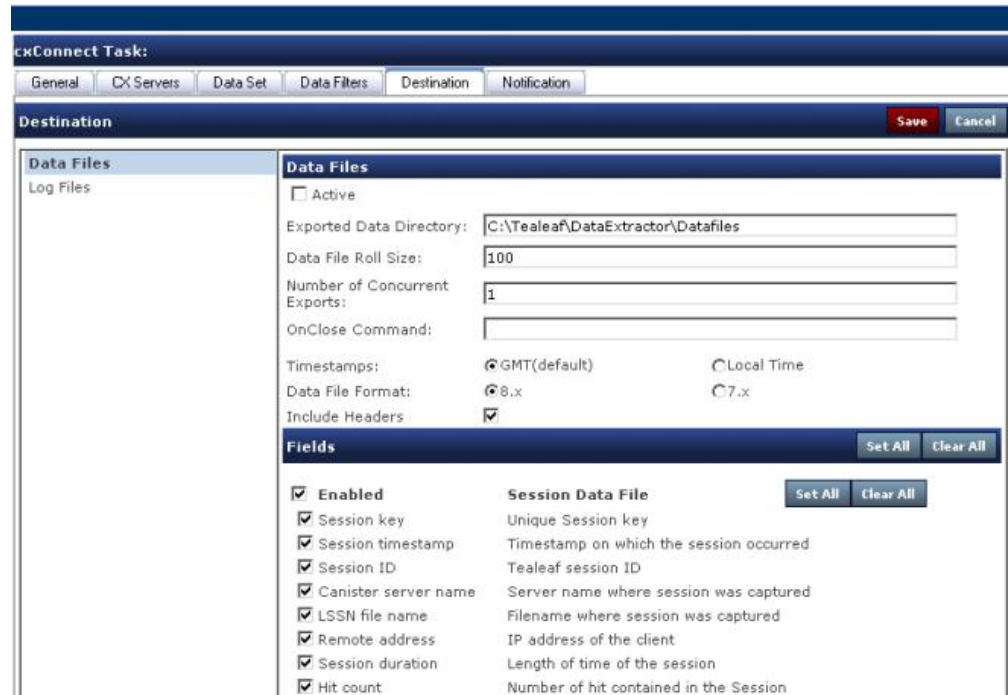 cxConnect Task:
General CX Servers Data Set Data Filters Destination Notification
Destination Save Cancel
Data Files
Log Files
Data Files
Active
Exported Data Directory: C:\Tealeaf\DataExtractor\Datafiles
Data File Roll Size: 100
Number of Concurrent
Exports: 1
OnClose Command:
Timestamps: GMT(default) Local Time
Data File Format: 8.x 7.x
Include Headers
Fields Set All Clear All
Enabled Session Data File Set All Clear All
Session key Unique Session key
Session timestamp Timestamp on which the session occurred
Session ID Tealeaf session ID
Canister server name Server name where session was captured
LSSN file name Filename where session was captured
Remote address IP address of the client
Session duration Length of time of the session
Hit count Number of hit contained in the Session